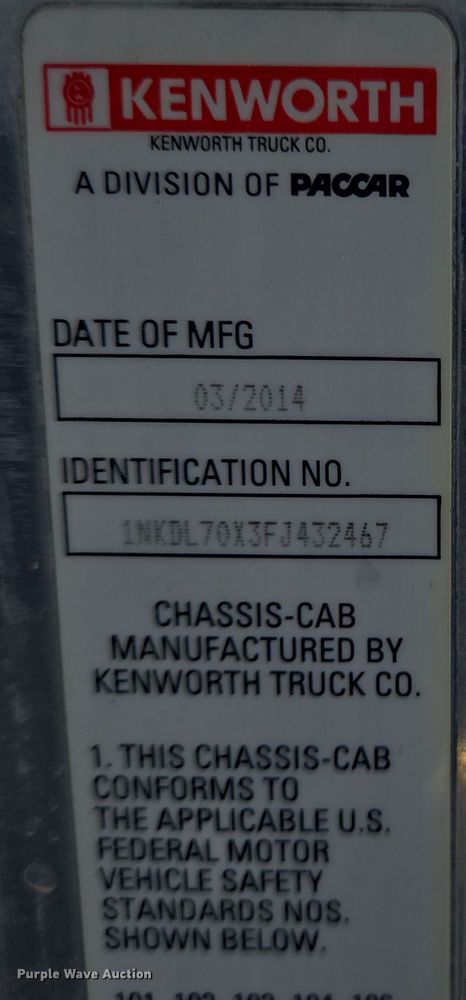 KENWORTH
KENWORTH TRUCK CO.
A DIVISION OF PACCAR
DATE OF MFG
03/2014
IDENTIFICATION NO.
1NKDL70X3FJ432467
CHASSIS-CAB
MANUFACTURED BY
KENWORTH TRUCK CO.
1. THIS CHASSIS-CAB
CONFORMS TO
THE APPLICABLE U.S.
FEDERAL MOTOR
VEHICLE SAFETY
STANDARDS NOS.
SHOWN BELOW.
Purple Wave Auction